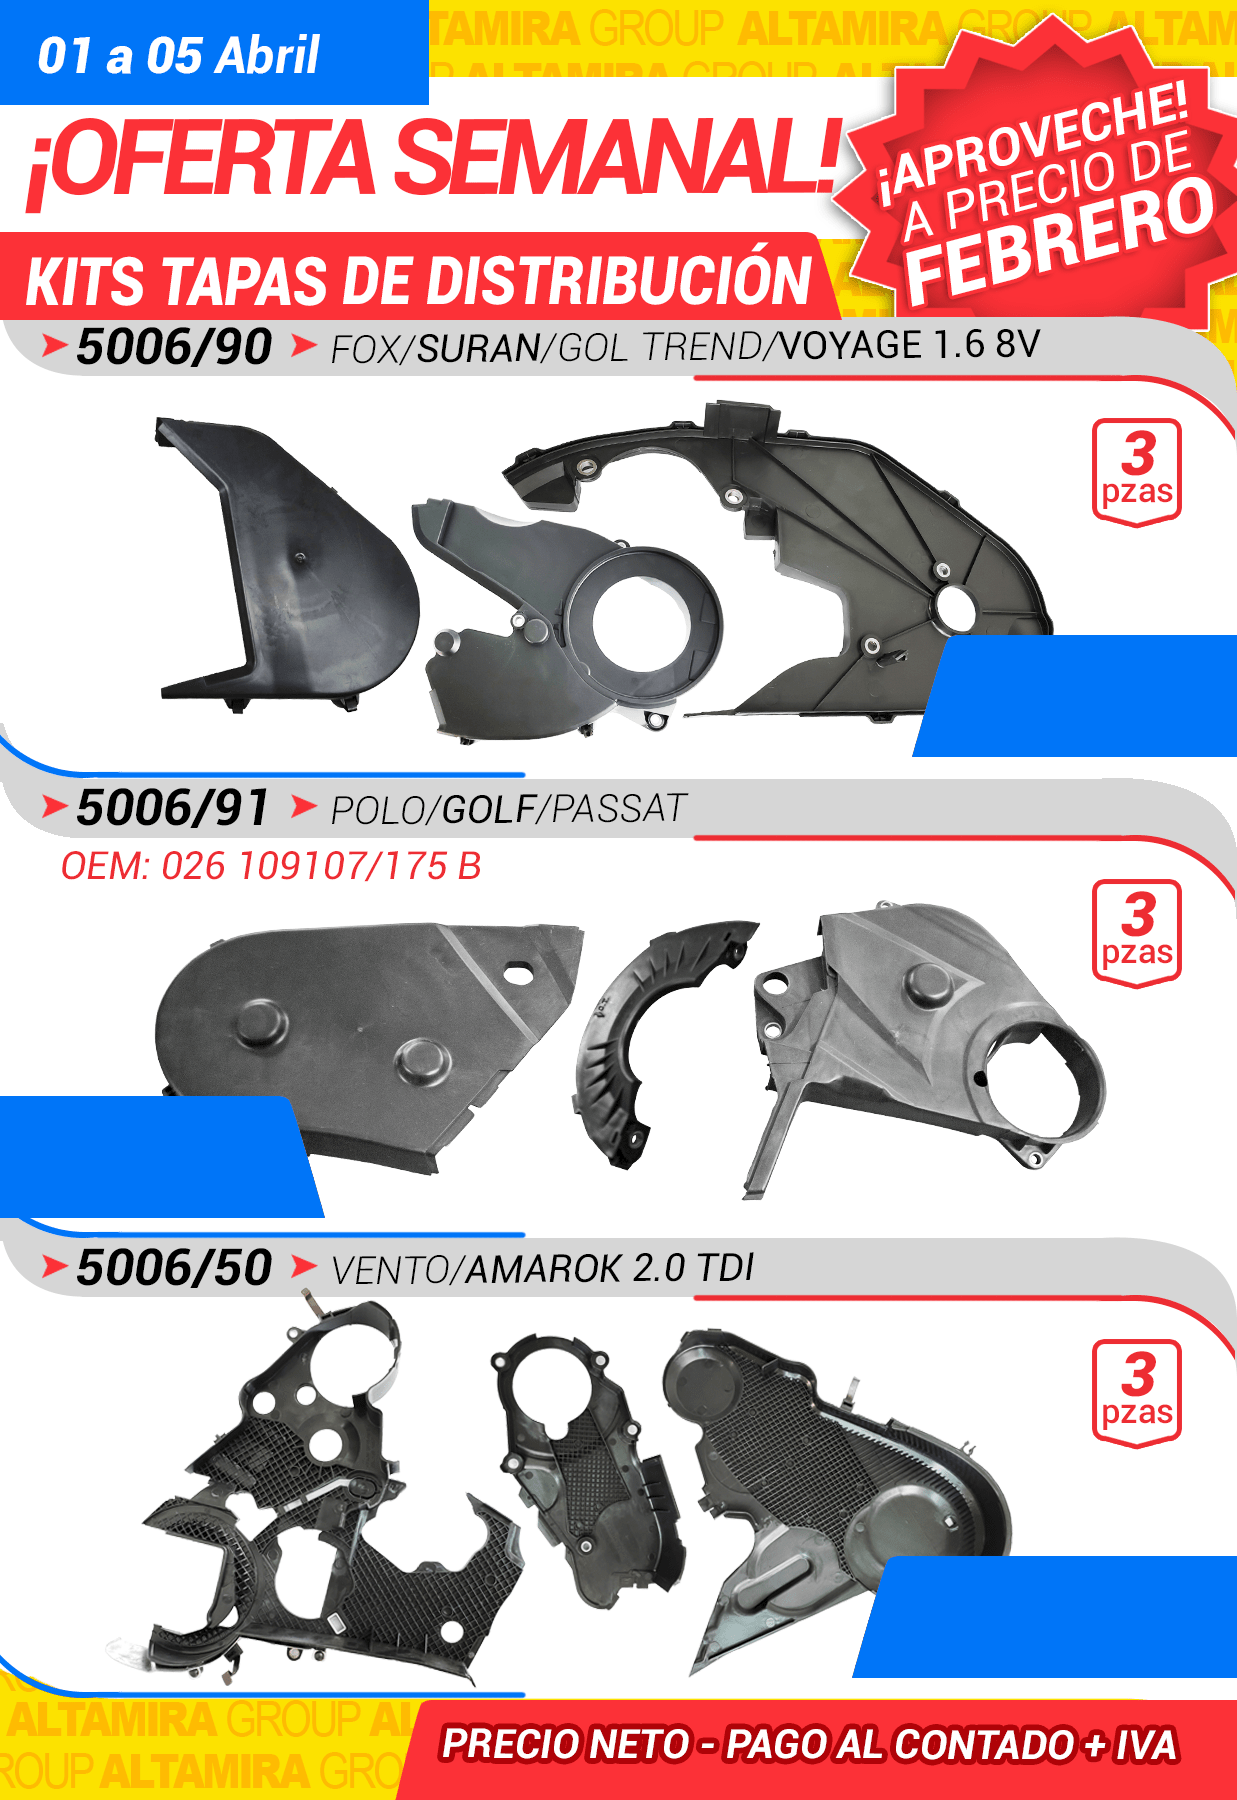 01 a 05 Abril
TAMIRA GROUP ALTAMIRA GROUP ALTAM
¡OFERTA SEMANAL!
¡APROVECHE!
A PRECIO DE
FEBRERO
KITS TAPAS DE DISTRIBUCIÓN
5006/90 FOX/SURAN/GOL TREND/VOYAGE 1.6 8V
3
pzas
5006/91 POLO/GOLF/PASSAT
OEM: 026 109107/175 B
3
pzas
5006/50 VENTO/AMAROK 2.0 TDI
3
pzas
ALTAMIRA GROUP AL
ROUP ALTAMIRA GRO
PRECIO NETO - PAGO AL CONTADO + IVA